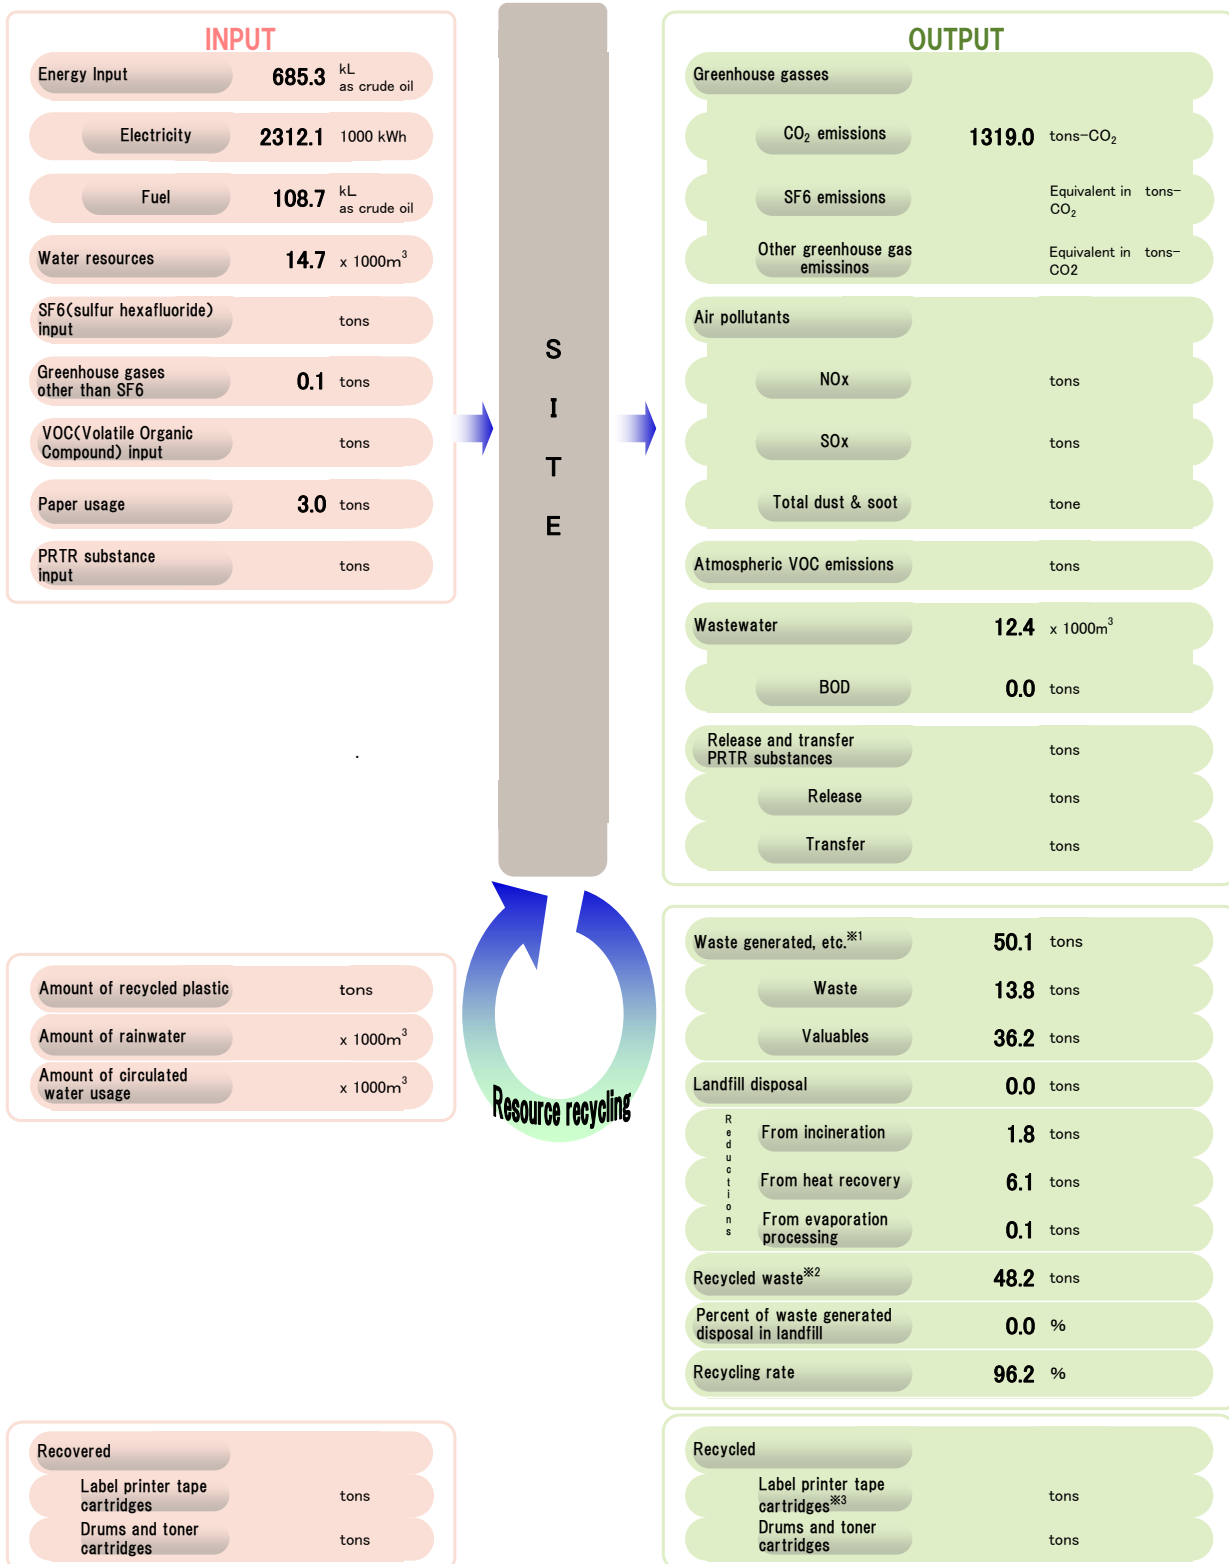 INPUT
Energy Input 685.3 kL
as crude oil
Electricity 2312.1 1000 kWh
Fuel 108.7 kL
as crude oil
Water resources 14.7 x 1000m³
SF6(sulfur hexafluoride)
input tons
Greenhouse gases
other than SF6 0.1 tons
VOC(Volatile Organic
Compound) input tons
Paper usage 3.0 tons
PRTR substance
input tons
S
I
T
E
OUTPUT
Greenhouse gasses
CO₂ emissions 1319.0 tons-CO₂
SF6 emissions Equivalent in tons-
CO₂
Other greenhouse gas
emissinos Equivalent in tons-
CO2
Air pollutants
NOx tons
SOx tons
Total dust & soot tone
Atmospheric VOC emissions tons
Wastewater 12.4 x 1000m³
BOD 0.0 tons
Release and transfer
PRTR substances tons
Release tons
Transfer tons
Amount of recycled plastic tons
Amount of rainwater x 1000m³
Amount of circulated
water usage x 1000m³
Resource recycling
Waste generated, etc.※1 50.1 tons
Waste 13.8 tons
Valuables 36.2 tons
Landfill disposal 0.0 tons
Reductions
From incineration 1.8 tons
From heat recovery 6.1 tons
From evaporation
processing 0.1 tons
Recycled waste※2 48.2 tons
Percent of waste generated
disposal in landfill 0.0 %
Recycling rate 96.2 %
Recovered
Label printer tape
cartridges tons
Drums and toner
cartridges tons
Recycled
Label printer tape
cartridges※3 tons
Drums and toner
cartridges tons